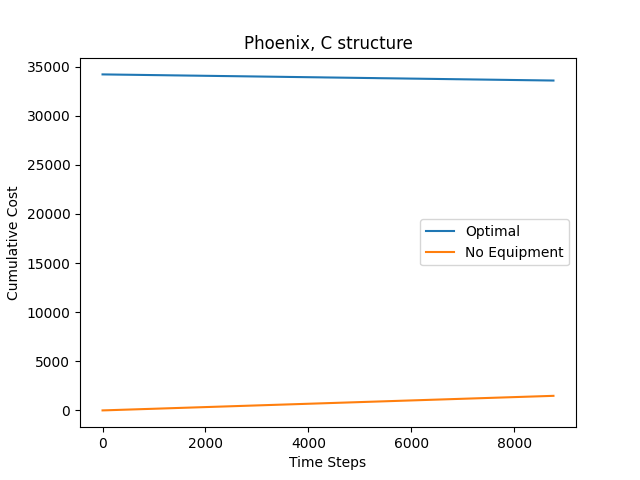 Phoenix, C structure
35000
30000
25000
20000
15000
10000
5000
0
Cumulative Cost
Optimal
No Equipment
0 2000 4000 6000 8000
Time Steps